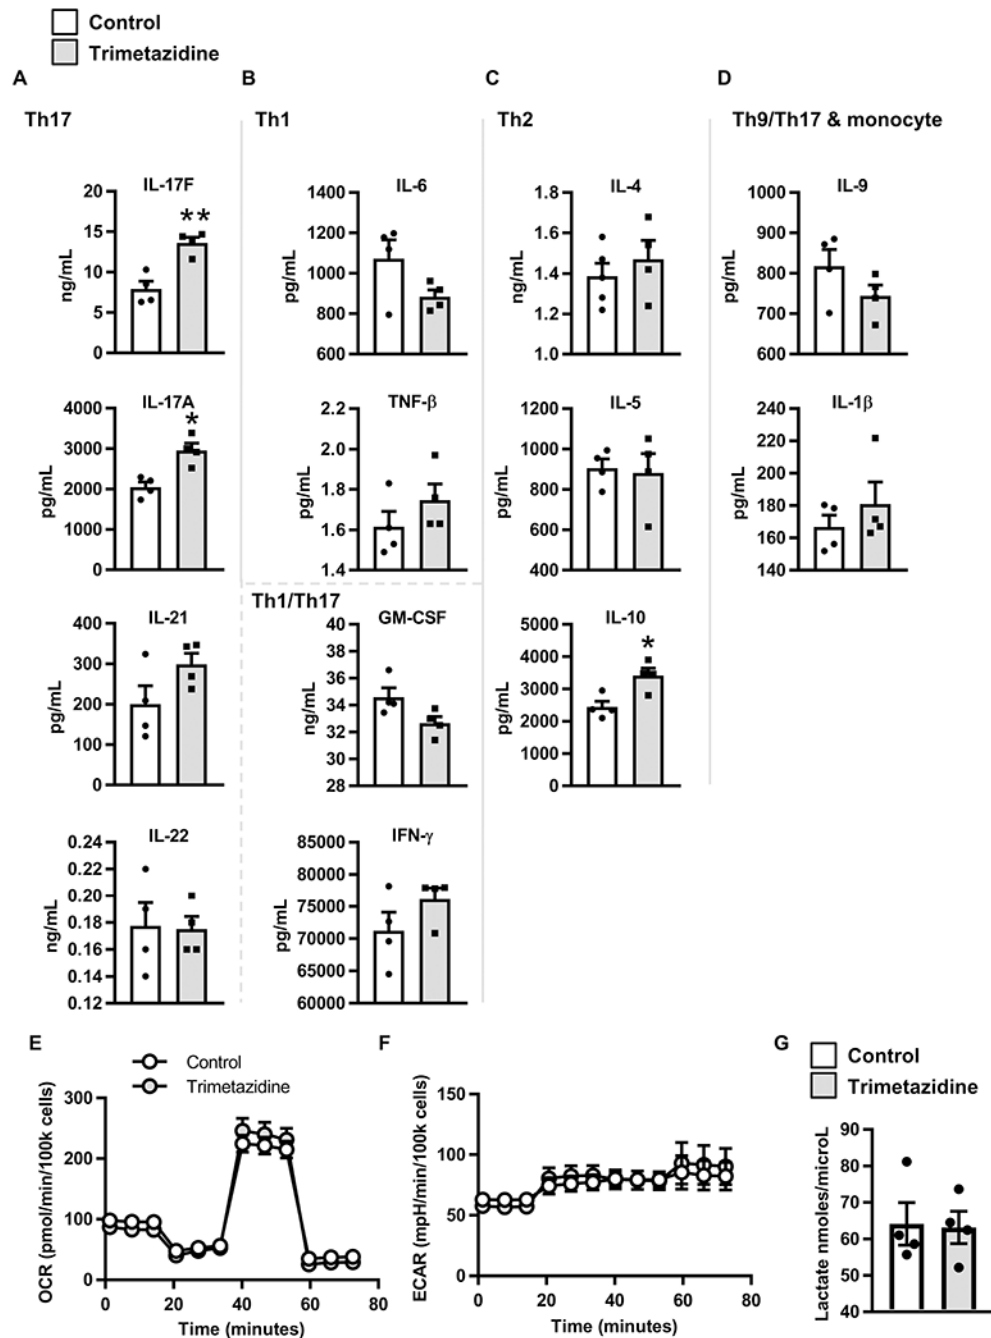 Control
Trimetazidine
A
B
C
D
Th17
Th1
Th2
Th9/Th17 & monocyte
IL-17F
ng/mL
20
15
10
5
0
**
IL-6
pg/mL
1400
1200
1000
800
600
IL-4
ng/mL
1.8
1.6
1.4
1.2
1.0
IL-9
pg/mL
1000
900
800
700
600
IL-17A
pg/mL
4000
3000
2000
1000
0
*
TNF-β
pg/mL
2.2
2.0
1.8
1.6
1.4
IL-5
pg/mL
1200
1000
800
600
400
IL-1β
pg/mL
240
220
200
180
160
140
Th1/Th17
IL-21
pg/mL
400
300
200
100
0
GM-CSF
ng/mL
40
38
36
34
32
30
28
IL-10
pg/mL
5000
4000
3000
2000
1000
0
*
IL-22
ng/mL
0.24
0.22
0.20
0.18
0.16
0.14
0.12
IFN-γ
pg/mL
85000
80000
75000
70000
65000
60000
E
Control
Trimetazidine
OCR (pmol/min/100k cells)
300
200
100
0
0 20 40 60 80
Time (minutes)
F
ECAR (mpH/min/100k cells)
150
100
50
0
0 20 40 60 80
Time (minutes)
G
Control
Trimetazidine
Lactate nmoles/microL
90
80
70
60
50
40